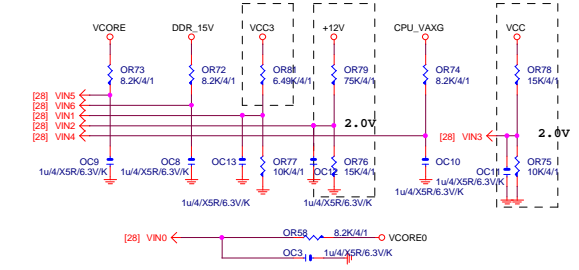 VCORE DDR_15V VCC3 +12V CPU_VAXG VCC
OR73 OR72 OR81 OR79 OR74 OR78
8.2K/4/1 8.2K/4/1 6.49K/4/1 75K/4/1 8.2K/4/1 15K/4/1
[28] VIN5
[28] VIN6
[28] VIN1
[28] VIN2 2.0V
[28] VIN4 [28] VIN3 2.0V
OC9 OC8 OC13 OR77 OC12 OR76 OC10 OC11 OR75
10K/4/1 15K/4/1 10K/4/1
1u/4/X5R/6.3V/K 1u/4/X5R/6.3V/K 1u/4/X5R/6.3V/K 1u/4/X5R/6.3V/K
1u/4/X5R/6.3V/K 1u/4/X5R/6.3V/K
[28] VIN0 OR58 8.2K/4/1 VCORE0
OC3 1u/4/X5R/6.3V/K